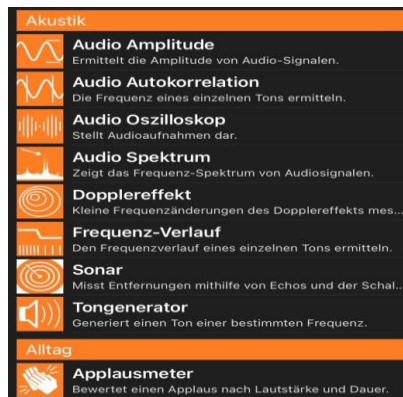 Akustik
Audio Amplitude
Ermittelt die Amplitude von Audio-Signalen.
Audio Autokorrelation
Die Frequenz eines einzelnen Tons ermitteln.
Audio Oszilloskop
Stellt Audioaufnahmen dar.
Audio Spektrum
Zeigt das Frequenz-Spektrum von Audiosignalen.
Dopplereffekt
Kleine Frequenzänderungen des Dopplereffekts mes...
Frequenz-Verlauf
Den Frequenzverlauf eines einzelnen Tons ermitteln.
Sonar
Misst Entfernungen mithilfe von Echos und der Schal...
Tongenerator
Generiert einen Ton einer bestimmten Frequenz.
Alltag
Applausmeter
Bewertet einen Applaus nach Lautstärke und Dauer.